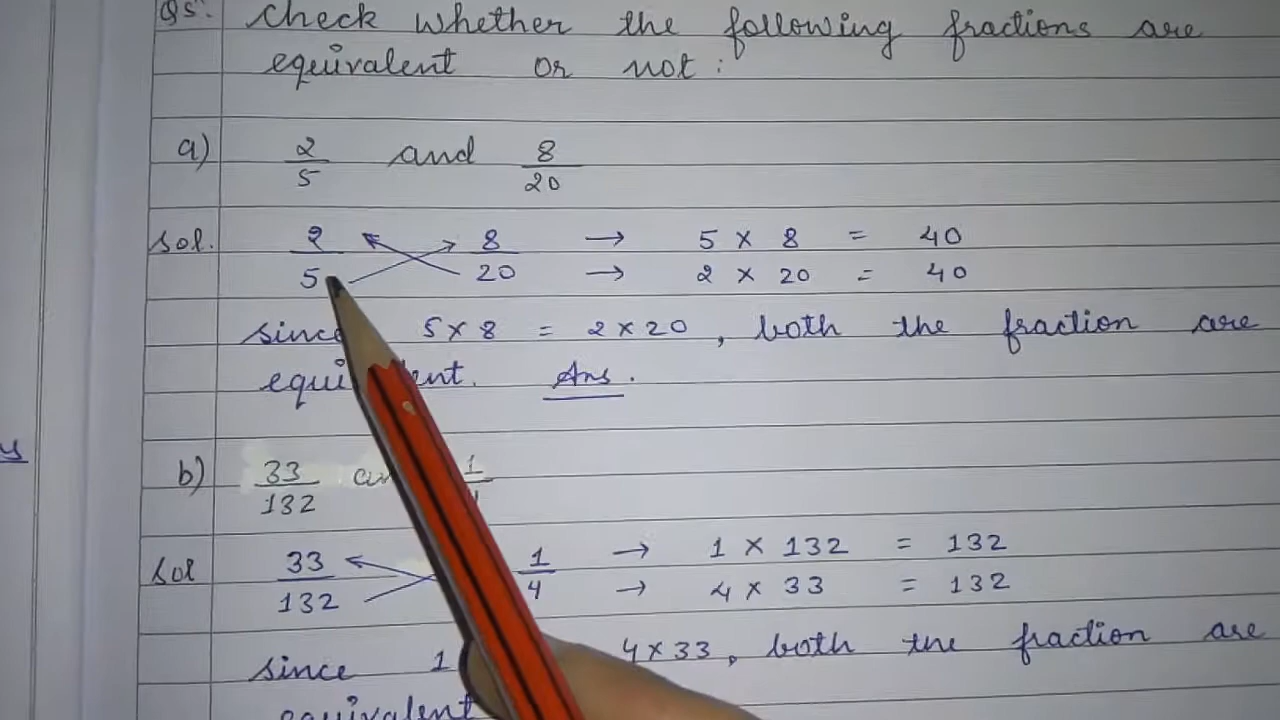 Q5. Check whether the following fractions are
equivalent or not:
a) 2/5 and 8/20
Sol. 2/5 8/20 → 5 × 8 = 40
→ 2 × 20 = 40
since 5 × 8 = 2 × 20, both the fraction are
Ans.
b) 33/132
Sol 33/132 1/4 → 1 × 132 = 132
→ 4 × 33 = 132
since 1 4 × 33, both the fraction are
equivalent